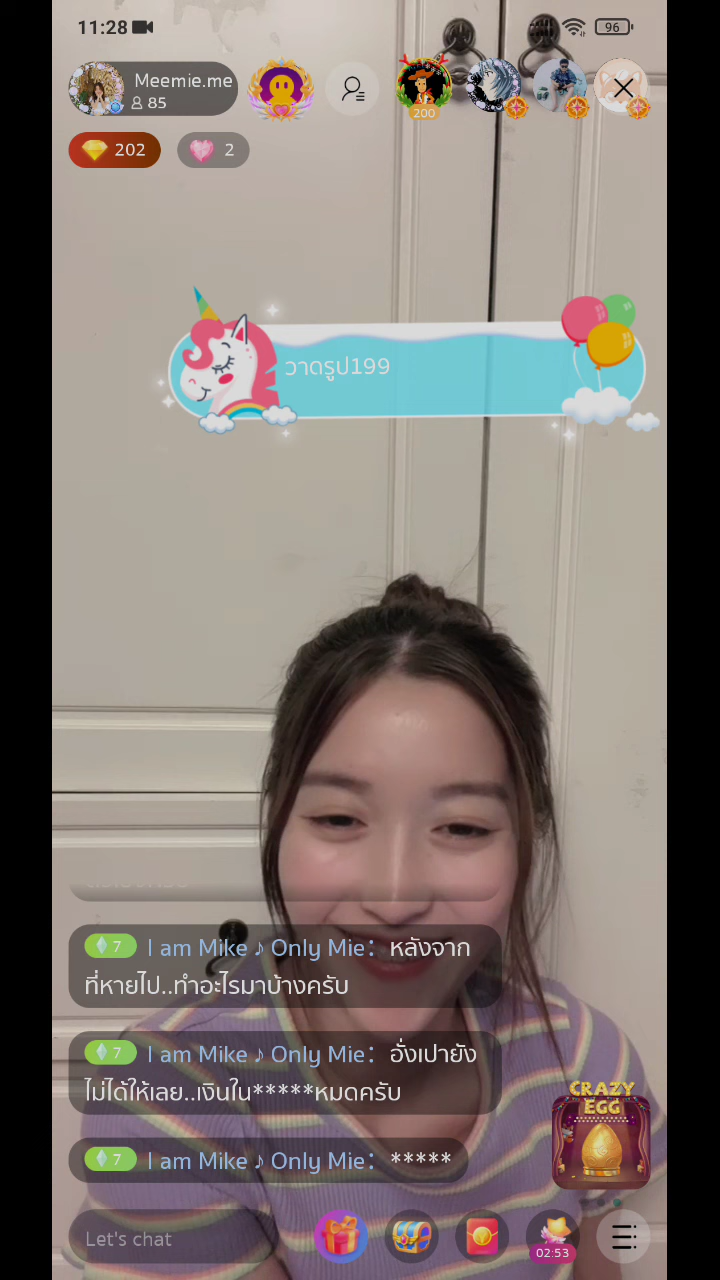 11:28
96
Meemie.me
85
200
202
2
วาดรูป199
7 I am Mike ♪ Only Mie: หลังจาก
ที่หายไป..ทำอะไรมาบ้างครับ
7 I am Mike ♪ Only Mie: อั่งเปายัง
ไม่ได้ให้เลย..เงินใน*****หมดครับ
7 I am Mike ♪ Only Mie: *****
CRAZY
EGG
Let's chat
02:53